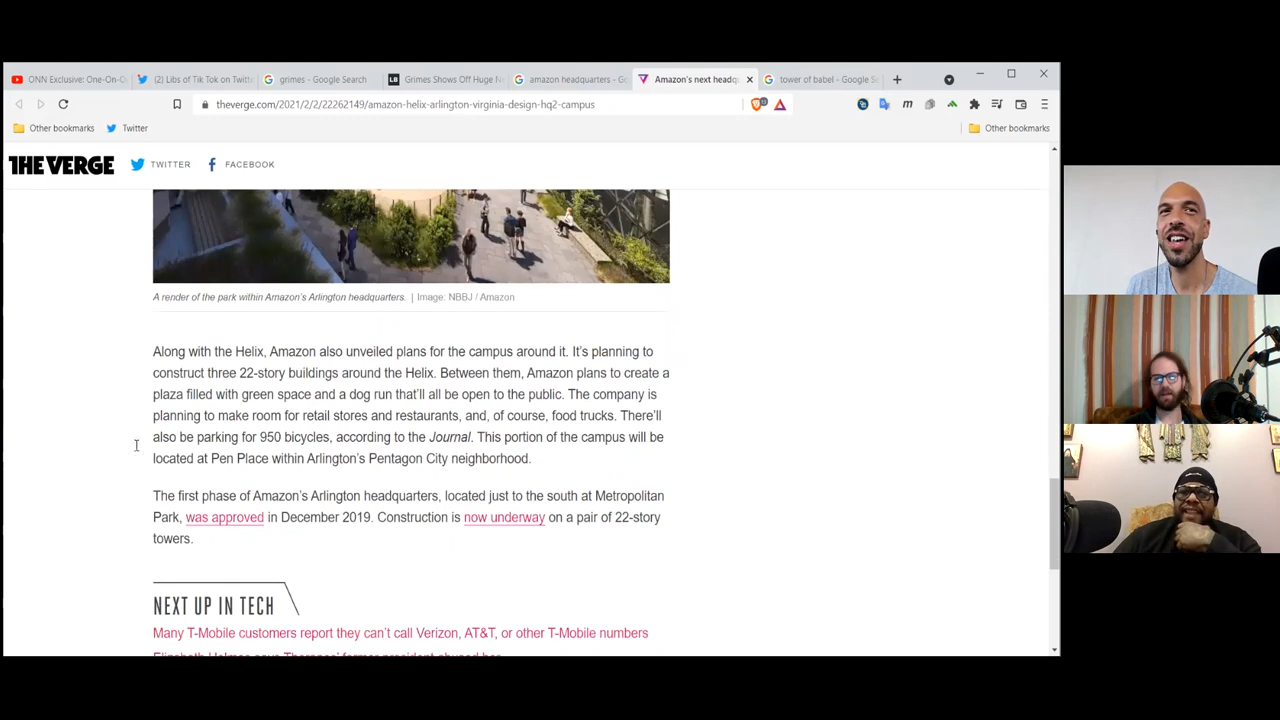 ONN Exclusive: One-On-O
(2) Libs of Tik Tok on Twitt
grimes - Google Search
Grimes Shows Off Huge N
amazon headquarters - Go
Amazon's next headq
tower of babel - Google Se
theverge.com/2021/2/2/22262149/amazon-helix-arlington-virginia-design-hq2-campus
Other bookmarks
Twitter
Other bookmarks
THE VERGE
TWITTER
FACEBOOK
A render of the park within Amazon's Arlington headquarters. | Image: NBBJ / Amazon
Along with the Helix, Amazon also unveiled plans for the campus around it. It's planning to
construct three 22-story buildings around the Helix. Between them, Amazon plans to create a
plaza filled with green space and a dog run that'll all be open to the public. The company is
planning to make room for retail stores and restaurants, and, of course, food trucks. There'll
also be parking for 950 bicycles, according to the Journal. This portion of the campus will be
located at Pen Place within Arlington's Pentagon City neighborhood.
The first phase of Amazon's Arlington headquarters, located just to the south at Metropolitan
Park, was approved in December 2019. Construction is now underway on a pair of 22-story
towers.
NEXT UP IN TECH
Many T-Mobile customers report they can't call Verizon, AT&T, or other T-Mobile numbers